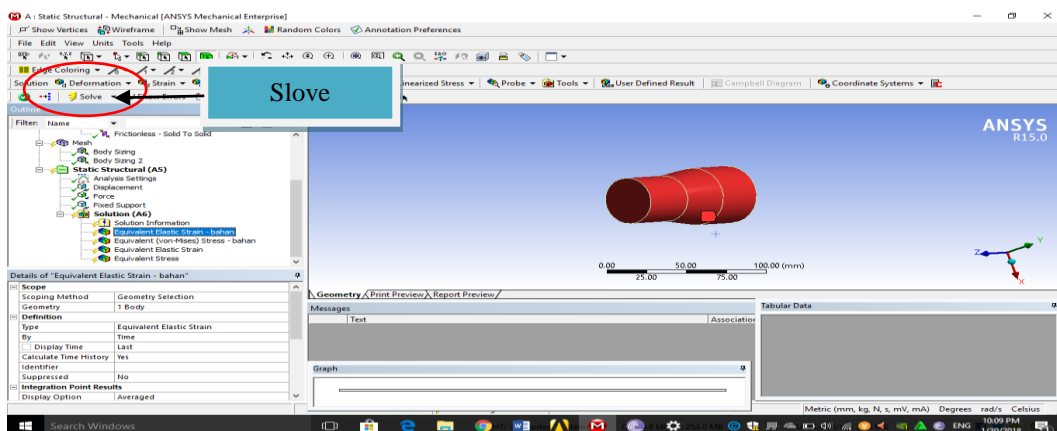 A : Static Structural - Mechanical [ANSYS Mechanical Enterprise]
Show Vertices Wireframe Show Mesh Random Colors Annotation Preferences
File Edit View Units Tools Help
Edge Coloring
Solution Deformation Strain Linearized Stress Probe Tools User Defined Result Campbell Diagram Coordinate Systems
Solve
Slove
Outline
Filter: Name
Frictionless - Solid To Solid
Mesh
Body Sizing
Body Sizing 2
Static Structural (A5)
Analysis Settings
Displacement
Force
Fixed Support
Solution (A6)
Solution Information
Equivalent Elastic Strain - bahan
Equivalent (von-Mises) Stress - bahan
Equivalent Elastic Strain
Equivalent Stress
ANSYS
R15.0
0.00 50.00 100.00 (mm)
25.00 75.00
Y
Z
X
Details of "Equivalent Elastic Strain - bahan"
Scope
Scoping Method Geometry Selection
Geometry 1 Body
Definition
Type Equivalent Elastic Strain
By Time
Display Time Last
Calculate Time History Yes
Identifier
Suppressed No
Integration Point Results
Display Option Averaged
Geometry Print Preview Report Preview
Messages
Text Association
Graph
Tabular Data
Metric (mm, kg, N, s, mV, mA) Degrees rad/s Celsius
Search Windows
ENG
10:09 PM
1/30/2018